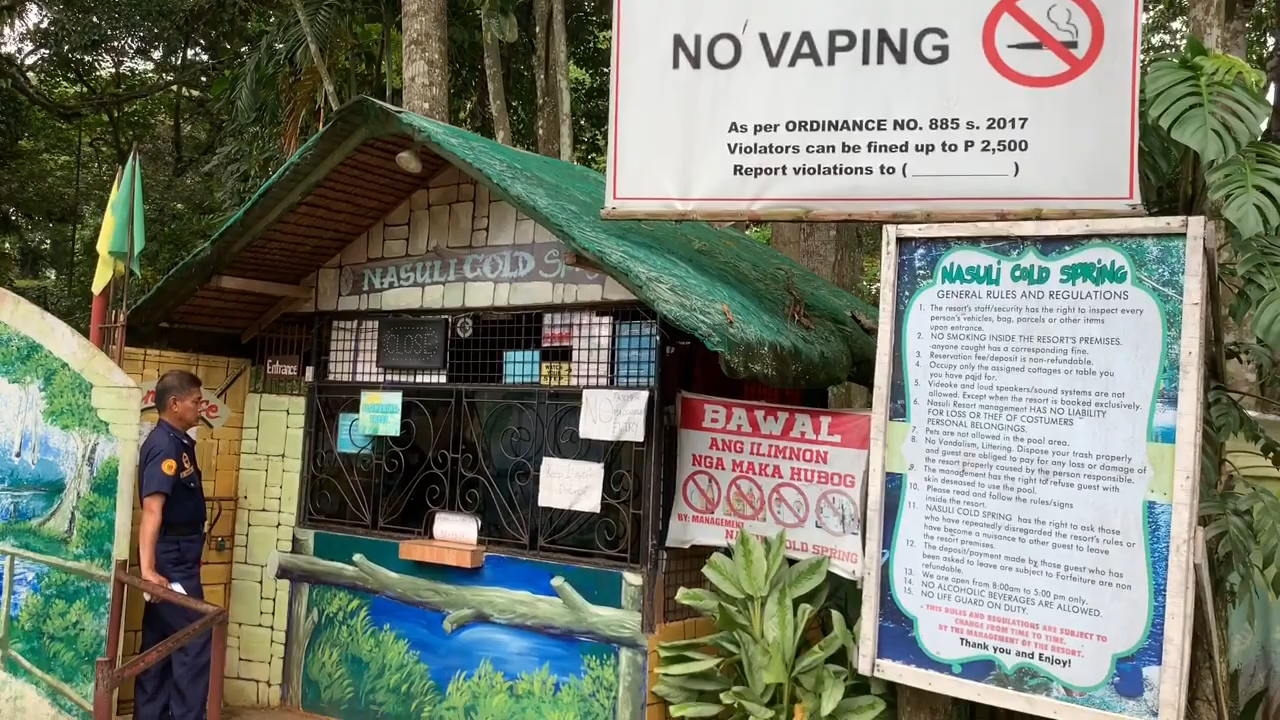 NO VAPING
As per ORDINANCE NO. 885 s. 2017
Violators can be fined up to P 2,500
Report violations to ( __________ )
NASULI COLD
CLOSE
Entrance
NO
BAWAL
ANG ILIMNON
NGA MAKA HUBOG
BY: MANAGEMENT
COLD SPRING
NASULI COLD SPRING
GENERAL RULES AND REGULATIONS
1. The resort's staff/security has the right to inspect every
person's vehicles, bag, parcels or other items
upon entrance.
2. NO SMOKING INSIDE THE RESORT'S PREMISES.
-anyone caught has a corresponding fine.
3. Reservation fee/deposit is non-refundable.
4. Occupy only the assigned cottages or table you
have you paid for.
5. Videoke and loud speakers/sound systems are not
allowed. Except when the resort is booked exclusively.
6. Nasuli Resort management HAS NO LIABILITY
FOR LOSS OR THEF OF COSTUMERS
PERSONAL BELONGINGS.
7. Pets are not allowed in the pool area.
8. No Vandalism, Littering. Dispose your trash properly
and guest are obliged to pay for any loss or damage of
the resort properly caused by the person responsible.
9. The management has the right to refuse guest with
skin deseased to use the pool.
10. Please read and follow the rules/signs
inside the resort.
11. NASULI COLD SPRING has the right to ask those
who have repeatedly disregarded the resort's rules or
have become a nuisance to other guest to leave
the resort premises.
12. The deposit/payment made by those guest who has
been asked to leave are subject to Forfeiture are non
refundable.
13. We are open from 8:00am to 5:00 pm only.
14. NO ALCOHOLIC BEVERAGES ARE ALLOWED.
15. NO LIFE GUARD ON DUTY.
*THIS RULES AND REGULATIONS ARE SUBJECT TO
CHANGE FROM TIME TO TIME.
BY THE MANAGEMENT OF THE RESORT.
Thank you and Enjoy!